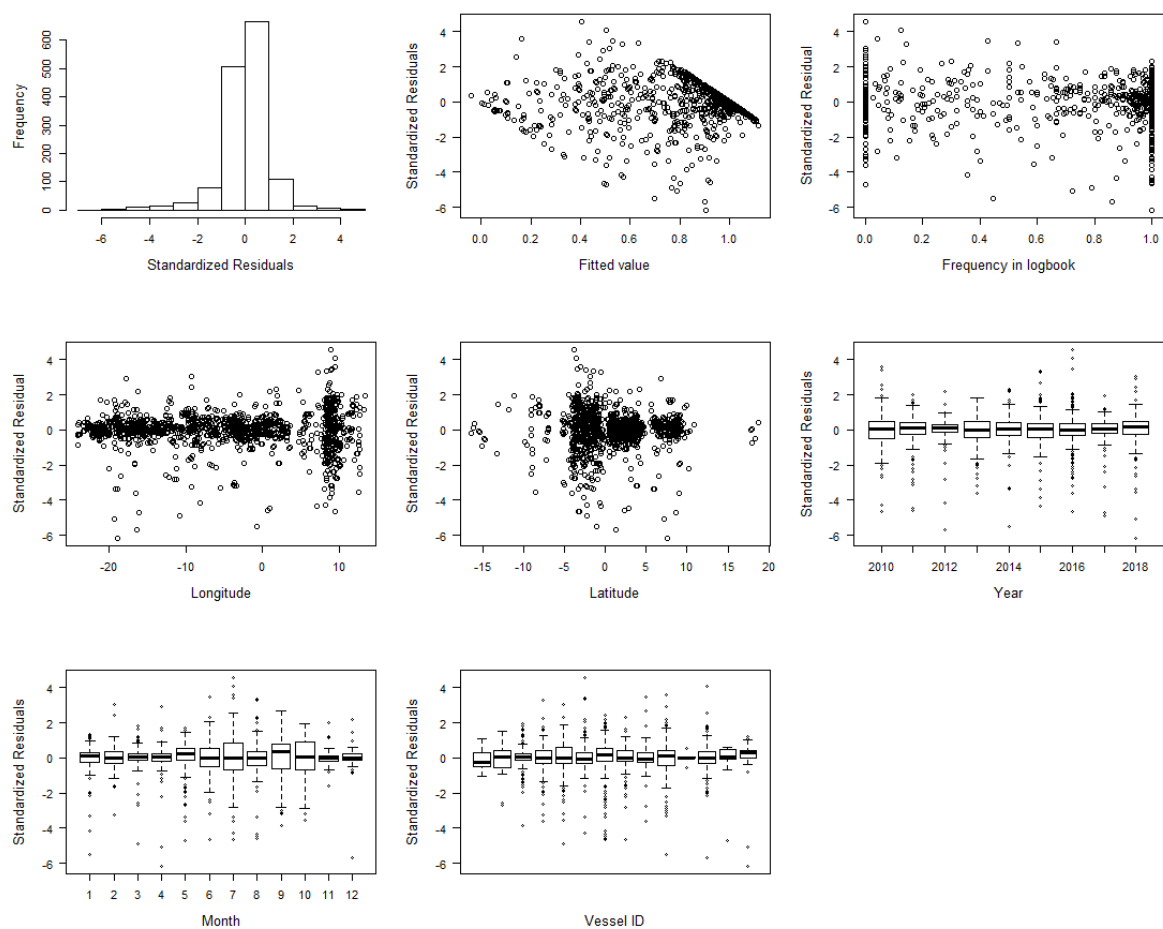 600
500
400
300
200
100
0
Frequency
-6 -4 -2 0 2 4
Standardized Residuals
4
2
0
-2
-4
-6
Standardized Residuals
0.0 0.2 0.4 0.6 0.8 1.0
Fitted value
4
2
0
-2
-4
-6
Standardized Residual
0.0 0.2 0.4 0.6 0.8 1.0
Frequency in logbook
4
2
0
-2
-4
-6
Standardized Residual
-20 -10 0 10
Longitude
4
2
0
-2
-4
-6
Standardized Residual
-15 -10 -5 0 5 10 15 20
Latitude
4
2
0
-2
-4
-6
Standardized Residuals
2010 2012 2014 2016 2018
Year
4
2
0
-2
-4
-6
Standardized Residuals
1 2 3 4 5 6 7 8 9 10 11 12
Month
4
2
0
-2
-4
-6
Standardized Residuals
Vessel ID